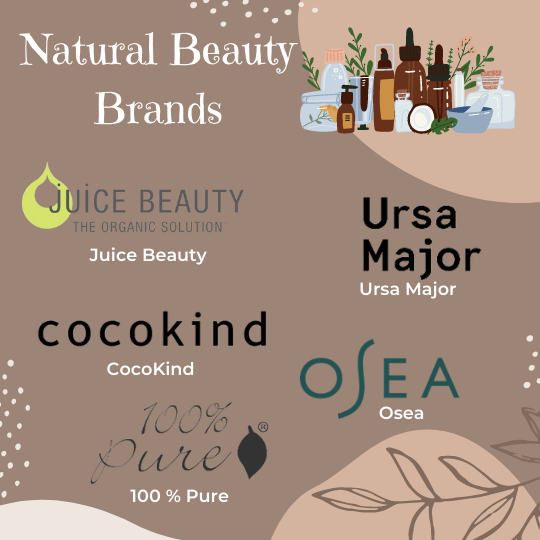 Natural Beauty
Brands
JUICE BEAUTY
THE ORGANIC SOLUTION
Juice Beauty
Ursa
Major
Ursa Major
cocokind
CocoKind
OSEA
Osea
100%
Pure®
100 % Pure